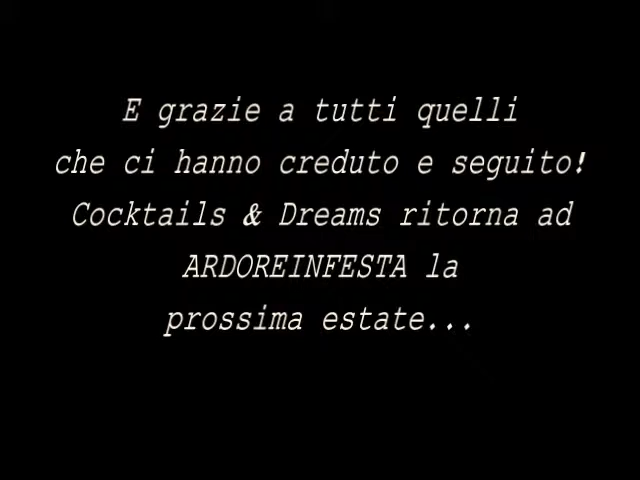 E grazie a tutti quelli
che ci hanno creduto e seguito!
Cocktails & Dreams ritorna ad
ARDOREINFESTA la
prossima estate...